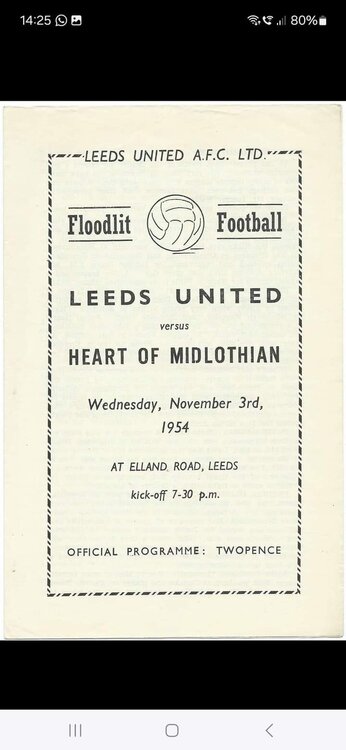 14:25 80%
LEEDS UNITED A.F.C. LTD.
Floodlit Football
LEEDS UNITED
versus
HEART OF MIDLOTHIAN
Wednesday, November 3rd,
1954
AT ELLAND ROAD, LEEDS
kick-off 7-30 p.m.
OFFICIAL PROGRAMME: TWOPENCE